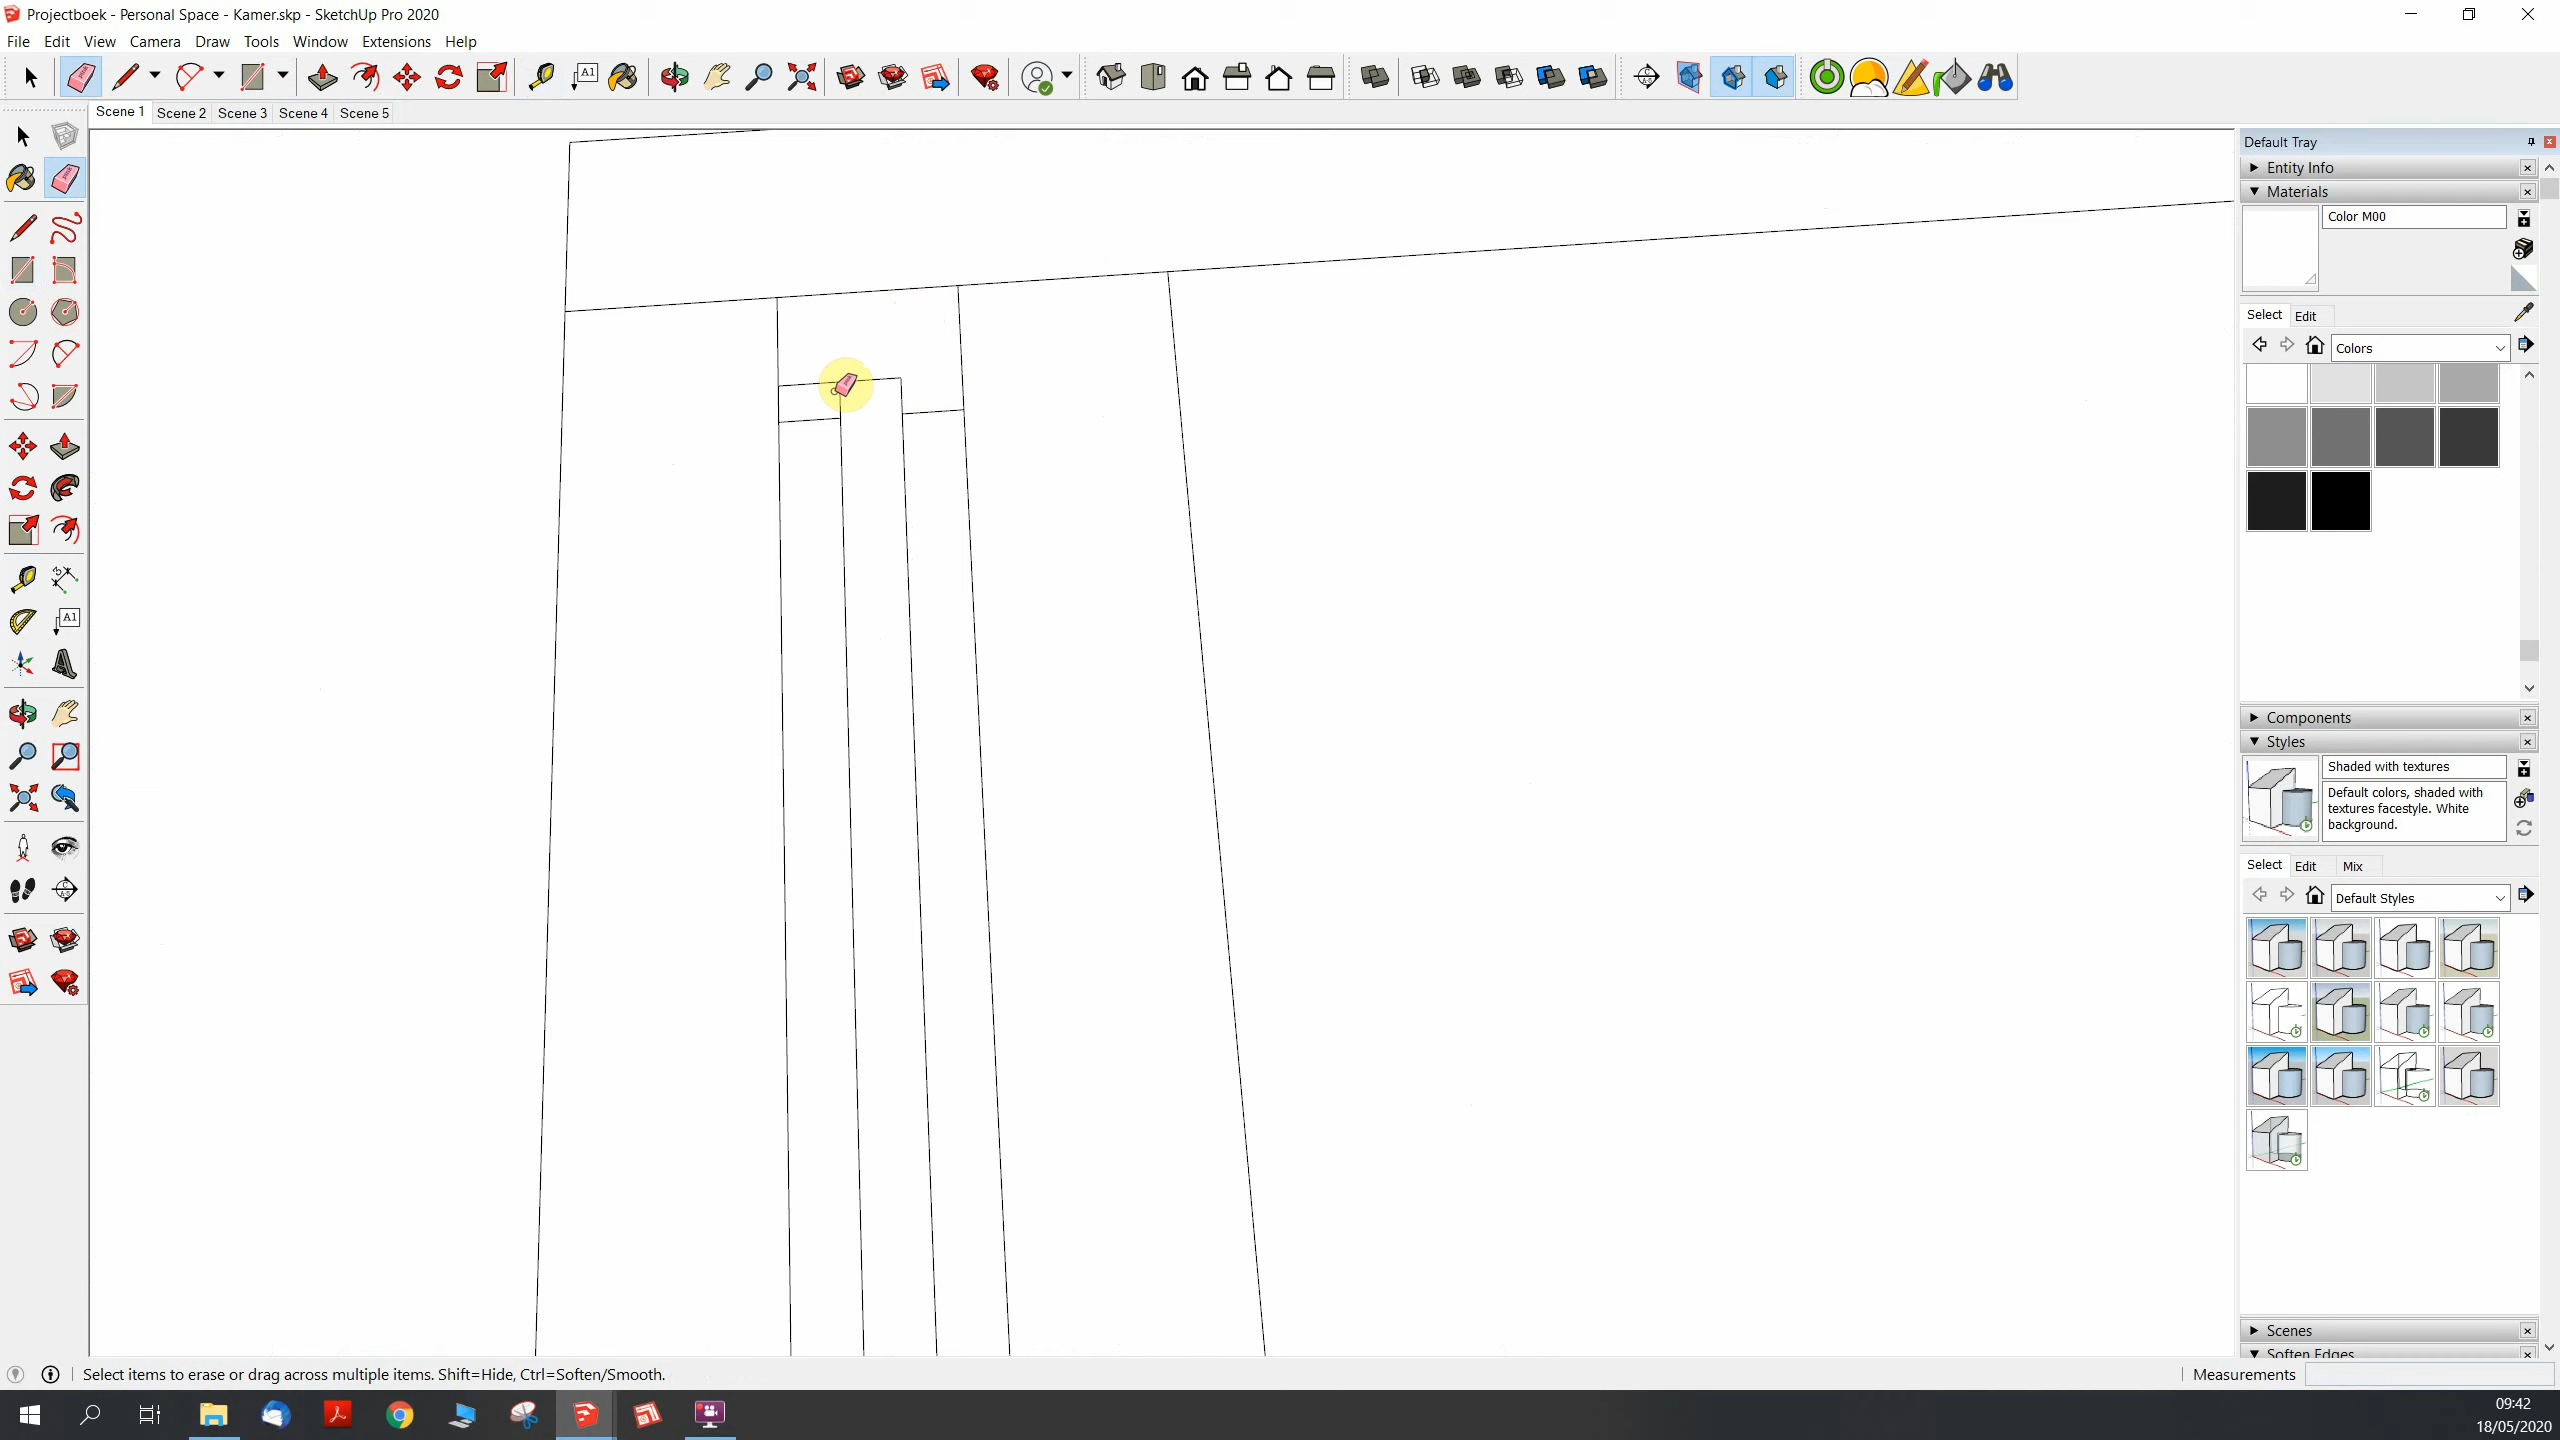 Projectboek - Personal Space - Kamer.skp - SketchUp Pro 2020
File Edit View Camera Draw Tools Window Extensions Help
Scene 1 Scene 2 Scene 3 Scene 4 Scene 5
Default Tray
Entity Info
Materials
Color M00
Select Edit
Colors
Components
Styles
Shaded with textures
Default colors, shaded with
textures facestyle. White
background.
Select Edit Mix
Default Styles
Scenes
Soften Edges
Select items to erase or drag across multiple items. Shift=Hide, Ctrl=Soften/Smooth.
Measurements
09:42
18/05/2020